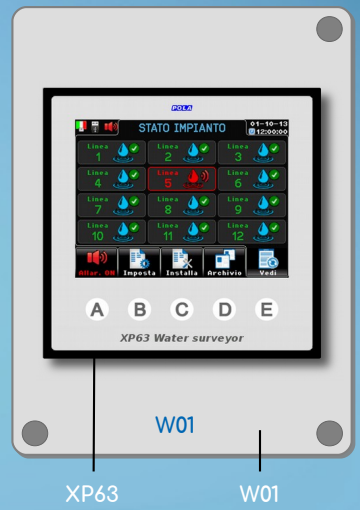 POLA
STATO IMPIANTO
01-10-13
12:00:00
Linea 1
Linea 2
Linea 3
Linea 4
Linea 5
Linea 6
Linea 7
Linea 8
Linea 9
Linea 10
Linea 11
Linea 12
Allar. ON Imposta Installa Archivio Vedi
A B C D E
XP63 Water surveyor
W01
XP63 W01